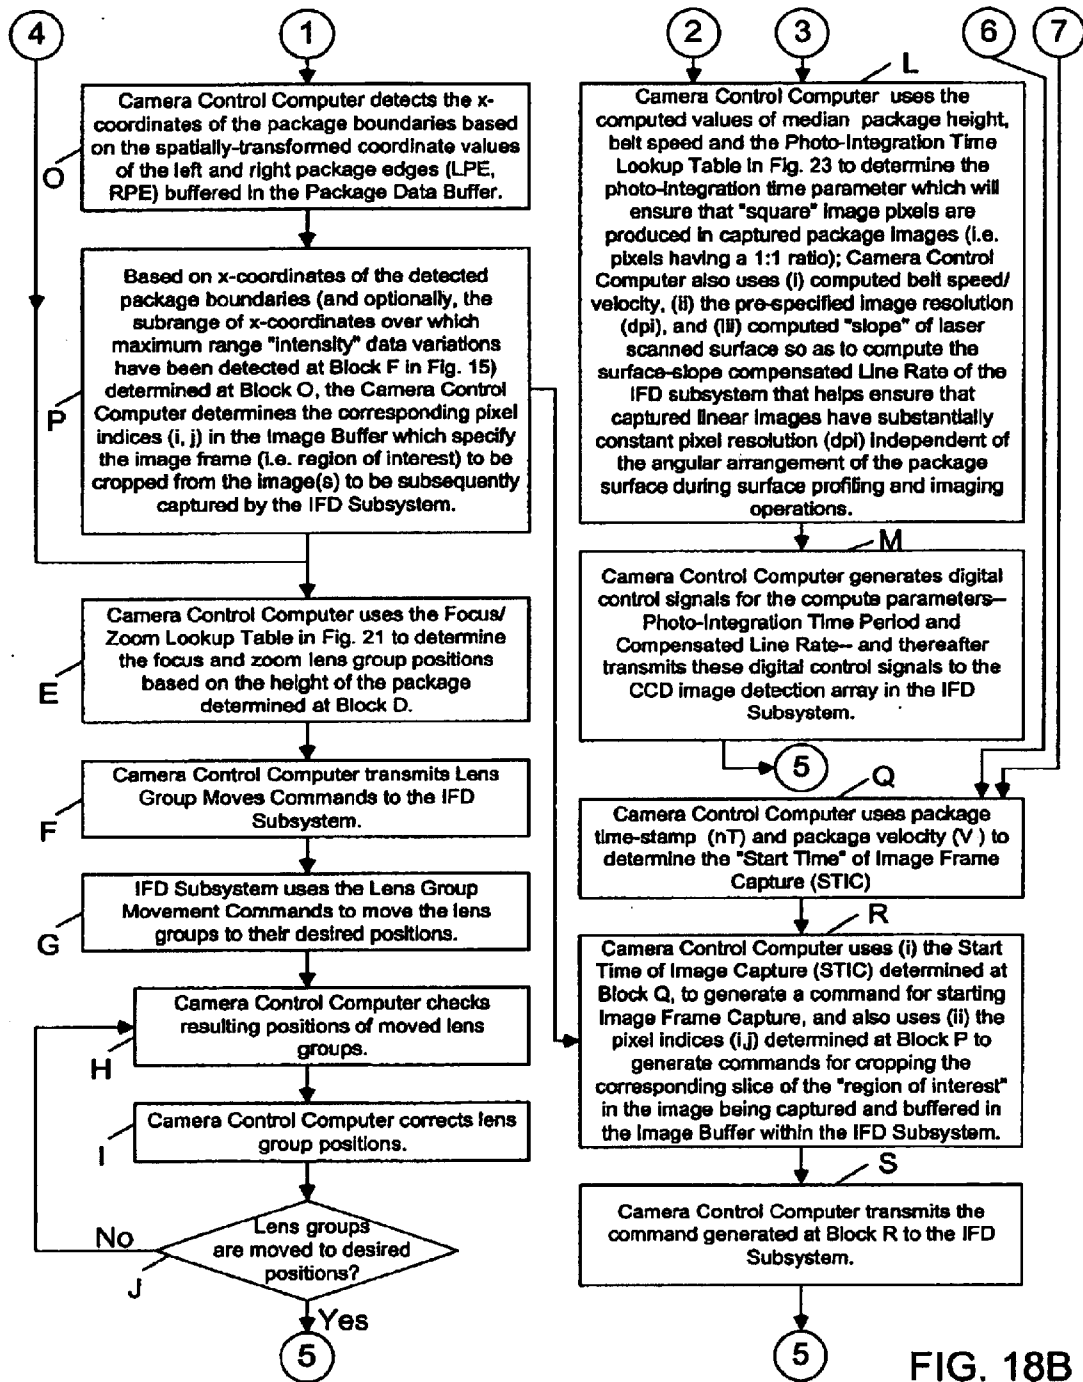 4
1
2
3
6
7
Camera Control Computer detects the x-
coordinates of the package boundaries based
on the spatially-transformed coordinate values
of the left and right package edges (LPE,
RPE) buffered in the Package Data Buffer.
O
Based on x-coordinates of the detected
package boundaries (and optionally, the
subrange of x-coordinates over which
maximum range "intensity" data variations
have been detected at Block F in Fig. 15)
determined at Block O, the Camera Control
Computer determines the corresponding pixel
indices (i, j) in the Image Buffer which specify
the image frame (i.e. region of interest) to be
cropped from the image(s) to be subsequently
captured by the IFD Subsystem.
P
Camera Control Computer uses the Focus/
Zoom Lookup Table in Fig. 21 to determine
the focus and zoom lens group positions
based on the height of the package
determined at Block D.
E
Camera Control Computer transmits Lens
Group Moves Commands to the IFD
Subsystem.
F
IFD Subsystem uses the Lens Group
Movement Commands to move the lens
groups to their desired positions.
G
Camera Control Computer checks
resulting positions of moved lens
groups.
H
Camera Control Computer corrects lens
group positions.
I
Lens groups
are moved to desired
positions?
No
J
Yes
5
L
Camera Control Computer uses the
computed values of median package height,
belt speed and the Photo-Integration Time
Lookup Table in Fig. 23 to determine the
photo-integration time parameter which will
ensure that "square" image pixels are
produced in captured package images (i.e.
pixels having a 1:1 ratio); Camera Control
Computer also uses (i) computed belt speed/
velocity, (ii) the pre-specified image resolution
(dpi), and (iii) computed "slope" of laser
scanned surface so as to compute the
surface-slope compensated Line Rate of the
IFD subsystem that helps ensure that
captured linear images have substantially
constant pixel resolution (dpi) independent of
the angular arrangement of the package
surface during surface profiling and imaging
operations.
M
Camera Control Computer generates digital
control signals for the compute parameters--
Photo-Integration Time Period and
Compensated Line Rate-- and thereafter
transmits these digital control signals to the
CCD image detection array in the IFD
Subsystem.
5
Q
Camera Control Computer uses package
time-stamp (nT) and package velocity (V ) to
determine the "Start Time" of Image Frame
Capture (STIC)
R
Camera Control Computer uses (i) the Start
Time of Image Capture (STIC) determined at
Block Q, to generate a command for starting
Image Frame Capture, and also uses (ii) the
pixel indices (i,j) determined at Block P to
generate commands for cropping the
corresponding slice of the "region of interest"
in the image being captured and buffered in
the Image Buffer within the IFD Subsystem.
S
Camera Control Computer transmits the
command generated at Block R to the IFD
Subsystem.
5
FIG. 18B